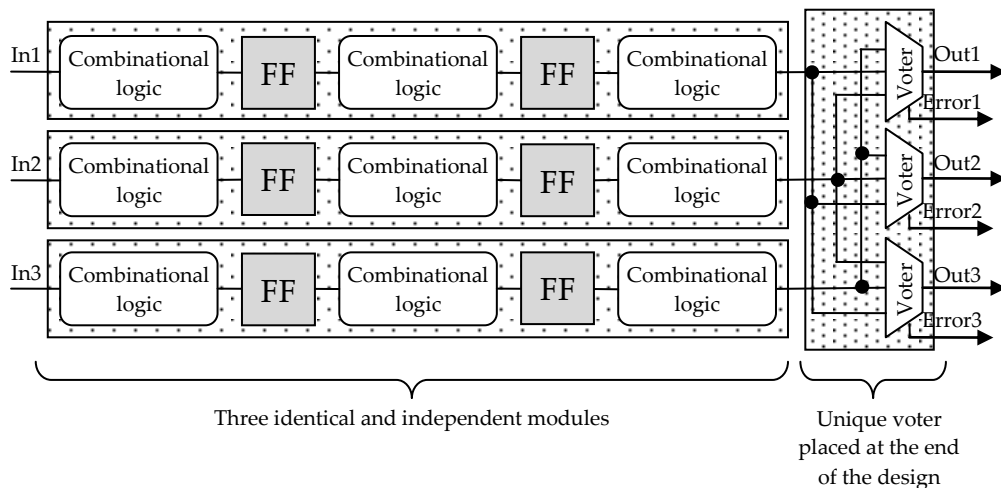 In1
Combinational
logic
FF
Combinational
logic
FF
Combinational
logic
Voter
Out1
Error1
In2
Combinational
logic
FF
Combinational
logic
FF
Combinational
logic
Voter
Out2
Error2
In3
Combinational
logic
FF
Combinational
logic
FF
Combinational
logic
Voter
Out3
Error3
Three identical and independent modules
Unique voter
placed at the end
of the design